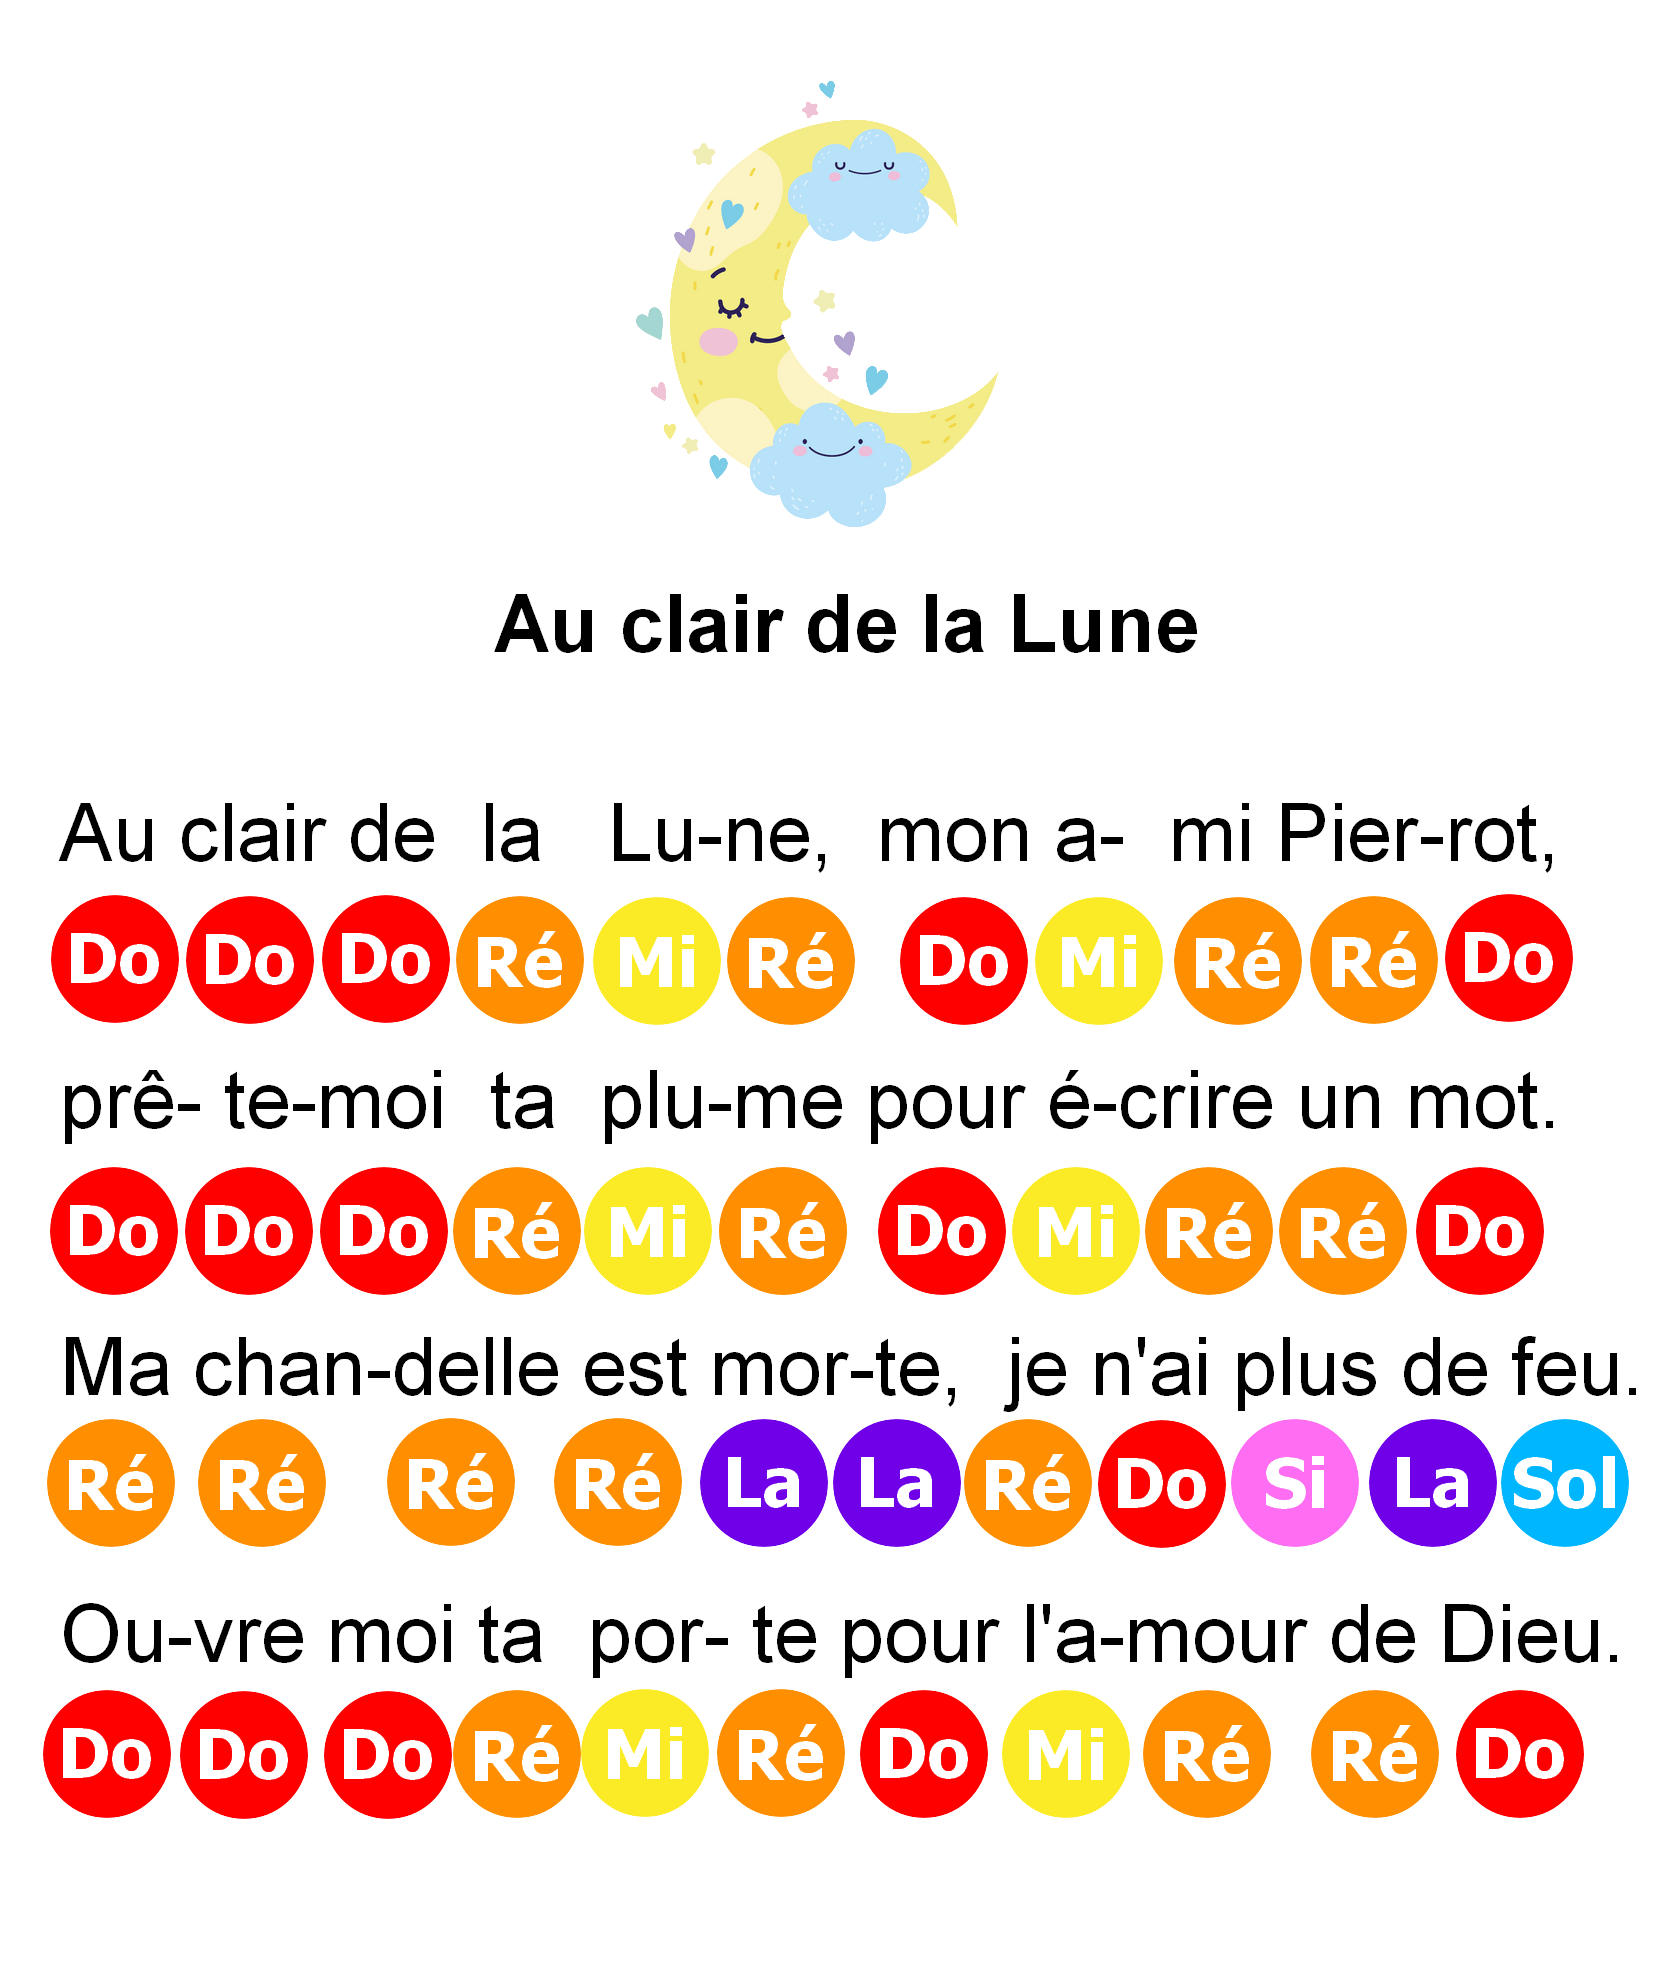 Au clair de la Lune
Au clair de la Lu-ne, mon a- mi Pier-rot,
Do Do Do Ré Mi Ré Do Mi Ré Ré Do
prê- te-moi ta plu-me pour é-crire un mot.
Do Do Do Ré Mi Ré Do Mi Ré Ré Do
Ma chan-delle est mor-te, je n'ai plus de feu.
Ré Ré Ré Ré La La Ré Do Si La Sol
Ou-vre moi ta por- te pour l'a-mour de Dieu.
Do Do Do Ré Mi Ré Do Mi Ré Ré Do